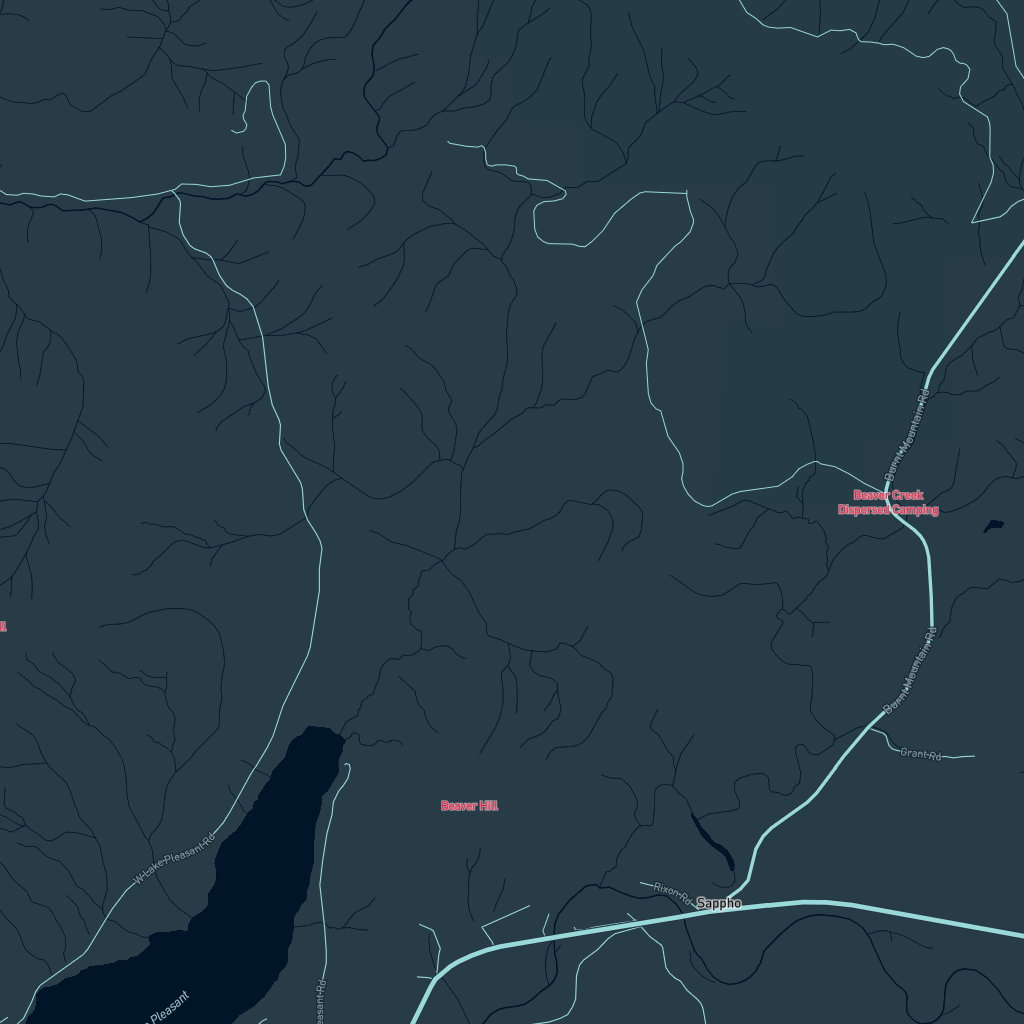 Burnt Mountain Rd
Beaver Creek
Dispersed Camping
Burnt Mountain Rd
Grant Rd
Beaver Hill
W Lake Pleasant Rd
Rixon Rd
Sappho
Pleasant